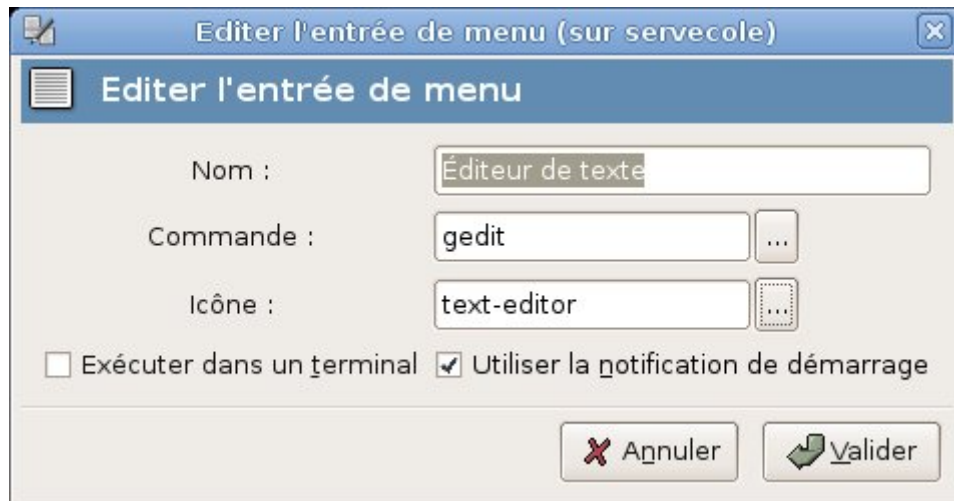 Editer l'entrée de menu (sur servecole)
Editer l'entrée de menu
Nom : Éditeur de texte
Commande : gedit ...
Icône : text-editor ...
Exécuter dans un terminal Utiliser la notification de démarrage
Annuler Valider